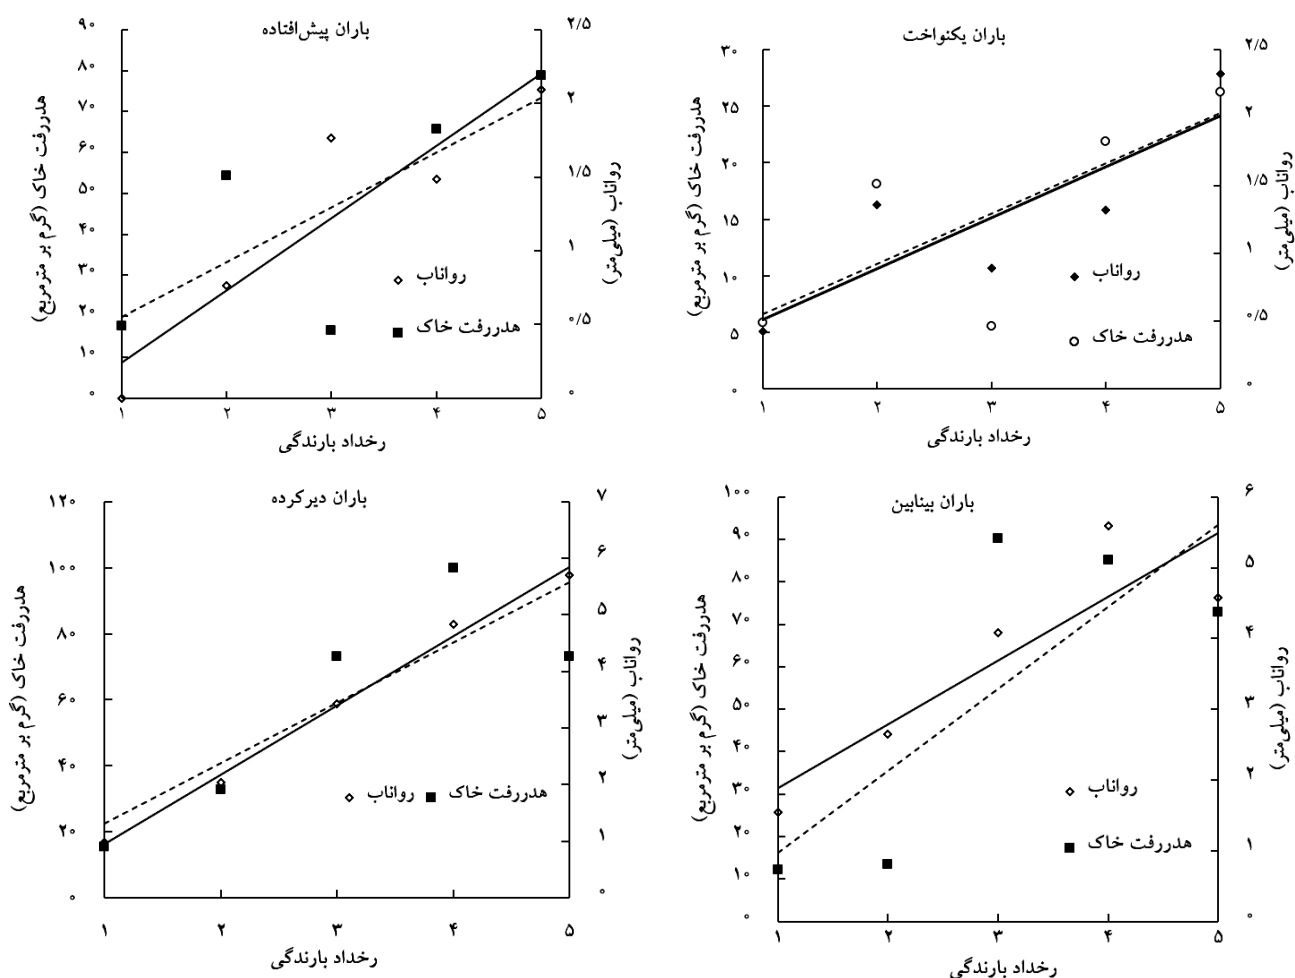 باران یکنواخت
هدررفت خاک (گرم بر مترمربع)
۳۰
۲۵
۲۰
۱۵
۱۰
۵
۰
۲/۵
۲
۱/۵
۱
۰/۵
۰
رواناب (میلی‌متر)
رواناب
هدررفت خاک
۱ ۲ ۳ ۴ ۵
رخداد بارندگی
باران پیش‌افتاده
هدررفت خاک (گرم بر مترمربع)
۹۰
۸۰
۷۰
۶۰
۵۰
۴۰
۳۰
۲۰
۱۰
۰
۲/۵
۲
۱/۵
۱
۰/۵
۰
رواناب (میلی‌متر)
رواناب
هدررفت خاک
۱ ۲ ۳ ۴ ۵
رخداد بارندگی
باران بینابین
هدررفت خاک (گرم بر مترمربع)
۱۰۰
۹۰
۸۰
۷۰
۶۰
۵۰
۴۰
۳۰
۲۰
۱۰
۰
۶
۵
۴
۳
۲
۱
۰
رواناب (میلی‌متر)
رواناب
هدررفت خاک
۱ ۲ ۳ ۴ ۵
رخداد بارندگی
باران دیرکرده
هدررفت خاک (گرم بر مترمربع)
۱۲۰
۱۰۰
۸۰
۶۰
۴۰
۲۰
۰
۷
۶
۵
۴
۳
۲
۱
۰
رواناب (میلی‌متر)
هدررفت خاک
رواناب
۱ ۲ ۳ ۴ ۵
رخداد بارندگی